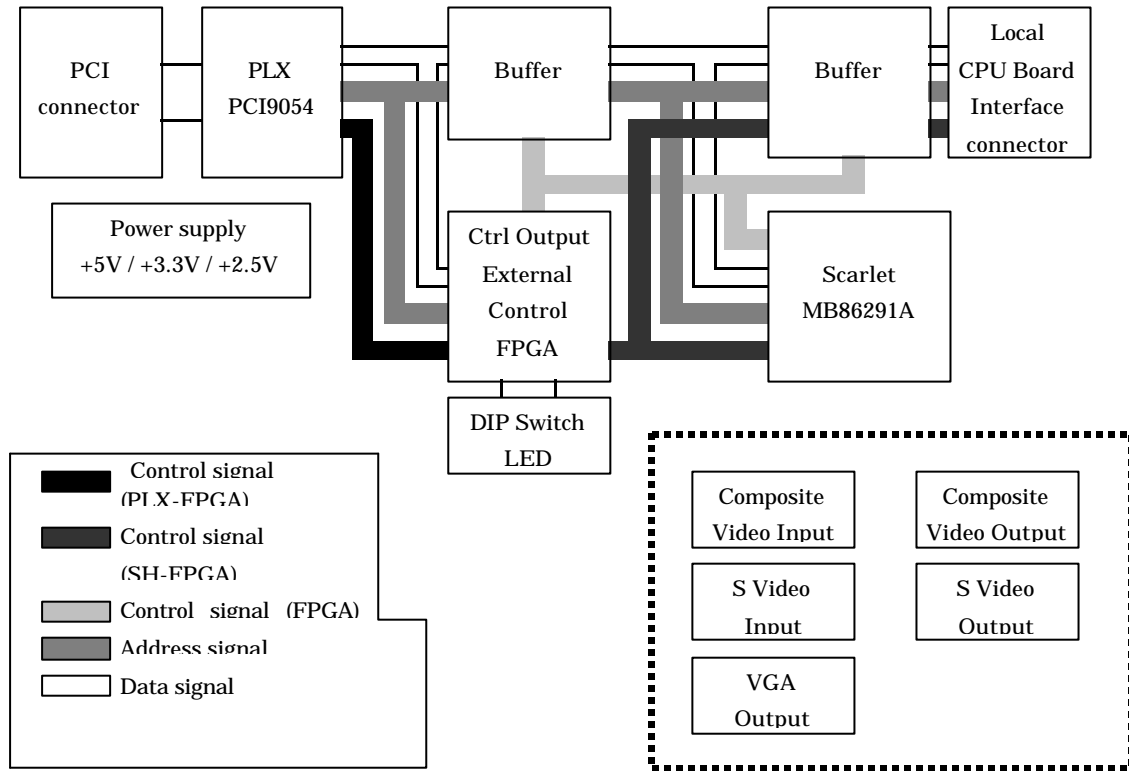 PCI
connector
PLX
PCI9054
Buffer
Buffer
Local
CPU Board
Interface
connector
Power supply
+5V / +3.3V / +2.5V
Ctrl Output
External
Control
FPGA
Scarlet
MB86291A
DIP Switch
LED
Control signal
(PLX-FPGA)
Control signal
(SH-FPGA)
Control signal (FPGA)
Address signal
Data signal
Composite
Video Input
Composite
Video Output
S Video
Input
S Video
Output
VGA
Output